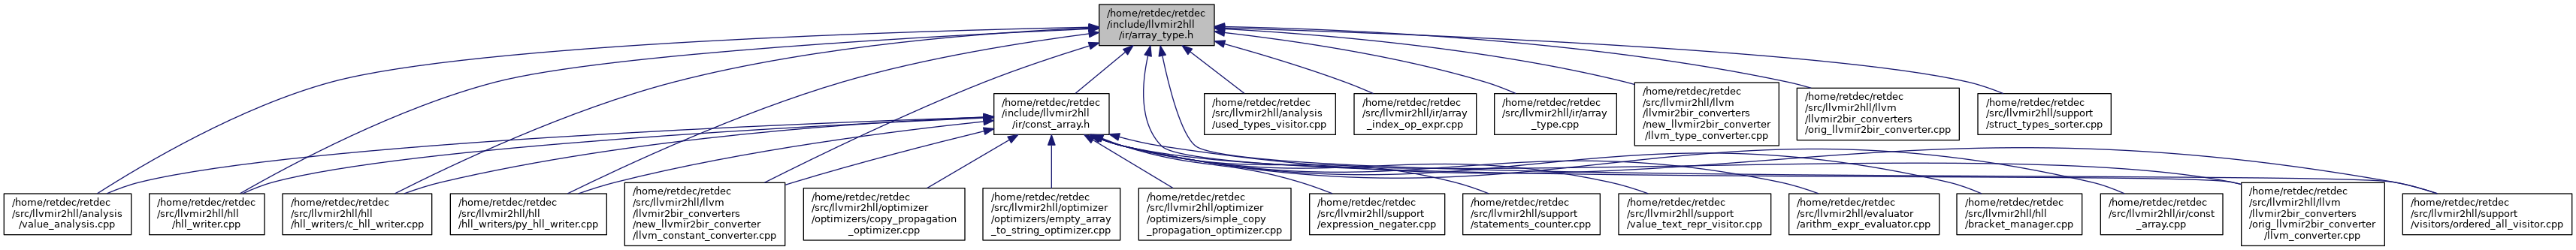 /home/retdec/retdec
/include/llvmir2hll
/ir/array_type.h
/home/retdec/retdec
/include/llvmir2hll
/ir/const_array.h
/home/retdec/retdec
/src/llvmir2hll/analysis
/used_types_visitor.cpp
/home/retdec/retdec
/src/llvmir2hll/ir/array
_index_op_expr.cpp
/home/retdec/retdec
/src/llvmir2hll/ir/array
_type.cpp
/home/retdec/retdec
/src/llvmir2hll/llvm
/llvmir2bir_converters
/new_llvmir2bir_converter
/llvm_type_converter.cpp
/home/retdec/retdec
/src/llvmir2hll/llvm
/llvmir2bir_converters
/orig_llvmir2bir_converter.cpp
/home/retdec/retdec
/src/llvmir2hll/support
/struct_types_sorter.cpp
/home/retdec/retdec
/src/llvmir2hll/analysis
/value_analysis.cpp
/home/retdec/retdec
/src/llvmir2hll/hll
/hll_writer.cpp
/home/retdec/retdec
/src/llvmir2hll/hll
/hll_writers/c_hll_writer.cpp
/home/retdec/retdec
/src/llvmir2hll/hll
/hll_writers/py_hll_writer.cpp
/home/retdec/retdec
/src/llvmir2hll/llvm
/llvmir2bir_converters
/new_llvmir2bir_converter
/llvm_constant_converter.cpp
/home/retdec/retdec
/src/llvmir2hll/optimizer
/optimizers/copy_propagation
_optimizer.cpp
/home/retdec/retdec
/src/llvmir2hll/optimizer
/optimizers/empty_array
_to_string_optimizer.cpp
/home/retdec/retdec
/src/llvmir2hll/optimizer
/optimizers/simple_copy
_propagation_optimizer.cpp
/home/retdec/retdec
/src/llvmir2hll/support
/expression_negater.cpp
/home/retdec/retdec
/src/llvmir2hll/support
/statements_counter.cpp
/home/retdec/retdec
/src/llvmir2hll/support
/value_text_repr_visitor.cpp
/home/retdec/retdec
/src/llvmir2hll/evaluator
/arithm_expr_evaluator.cpp
/home/retdec/retdec
/src/llvmir2hll/hll
/bracket_manager.cpp
/home/retdec/retdec
/src/llvmir2hll/ir/const
_array.cpp
/home/retdec/retdec
/src/llvmir2hll/llvm
/llvmir2bir_converters
/orig_llvmir2bir_converter
/llvm_converter.cpp
/home/retdec/retdec
/src/llvmir2hll/support
/visitors/ordered_all_visitor.cpp